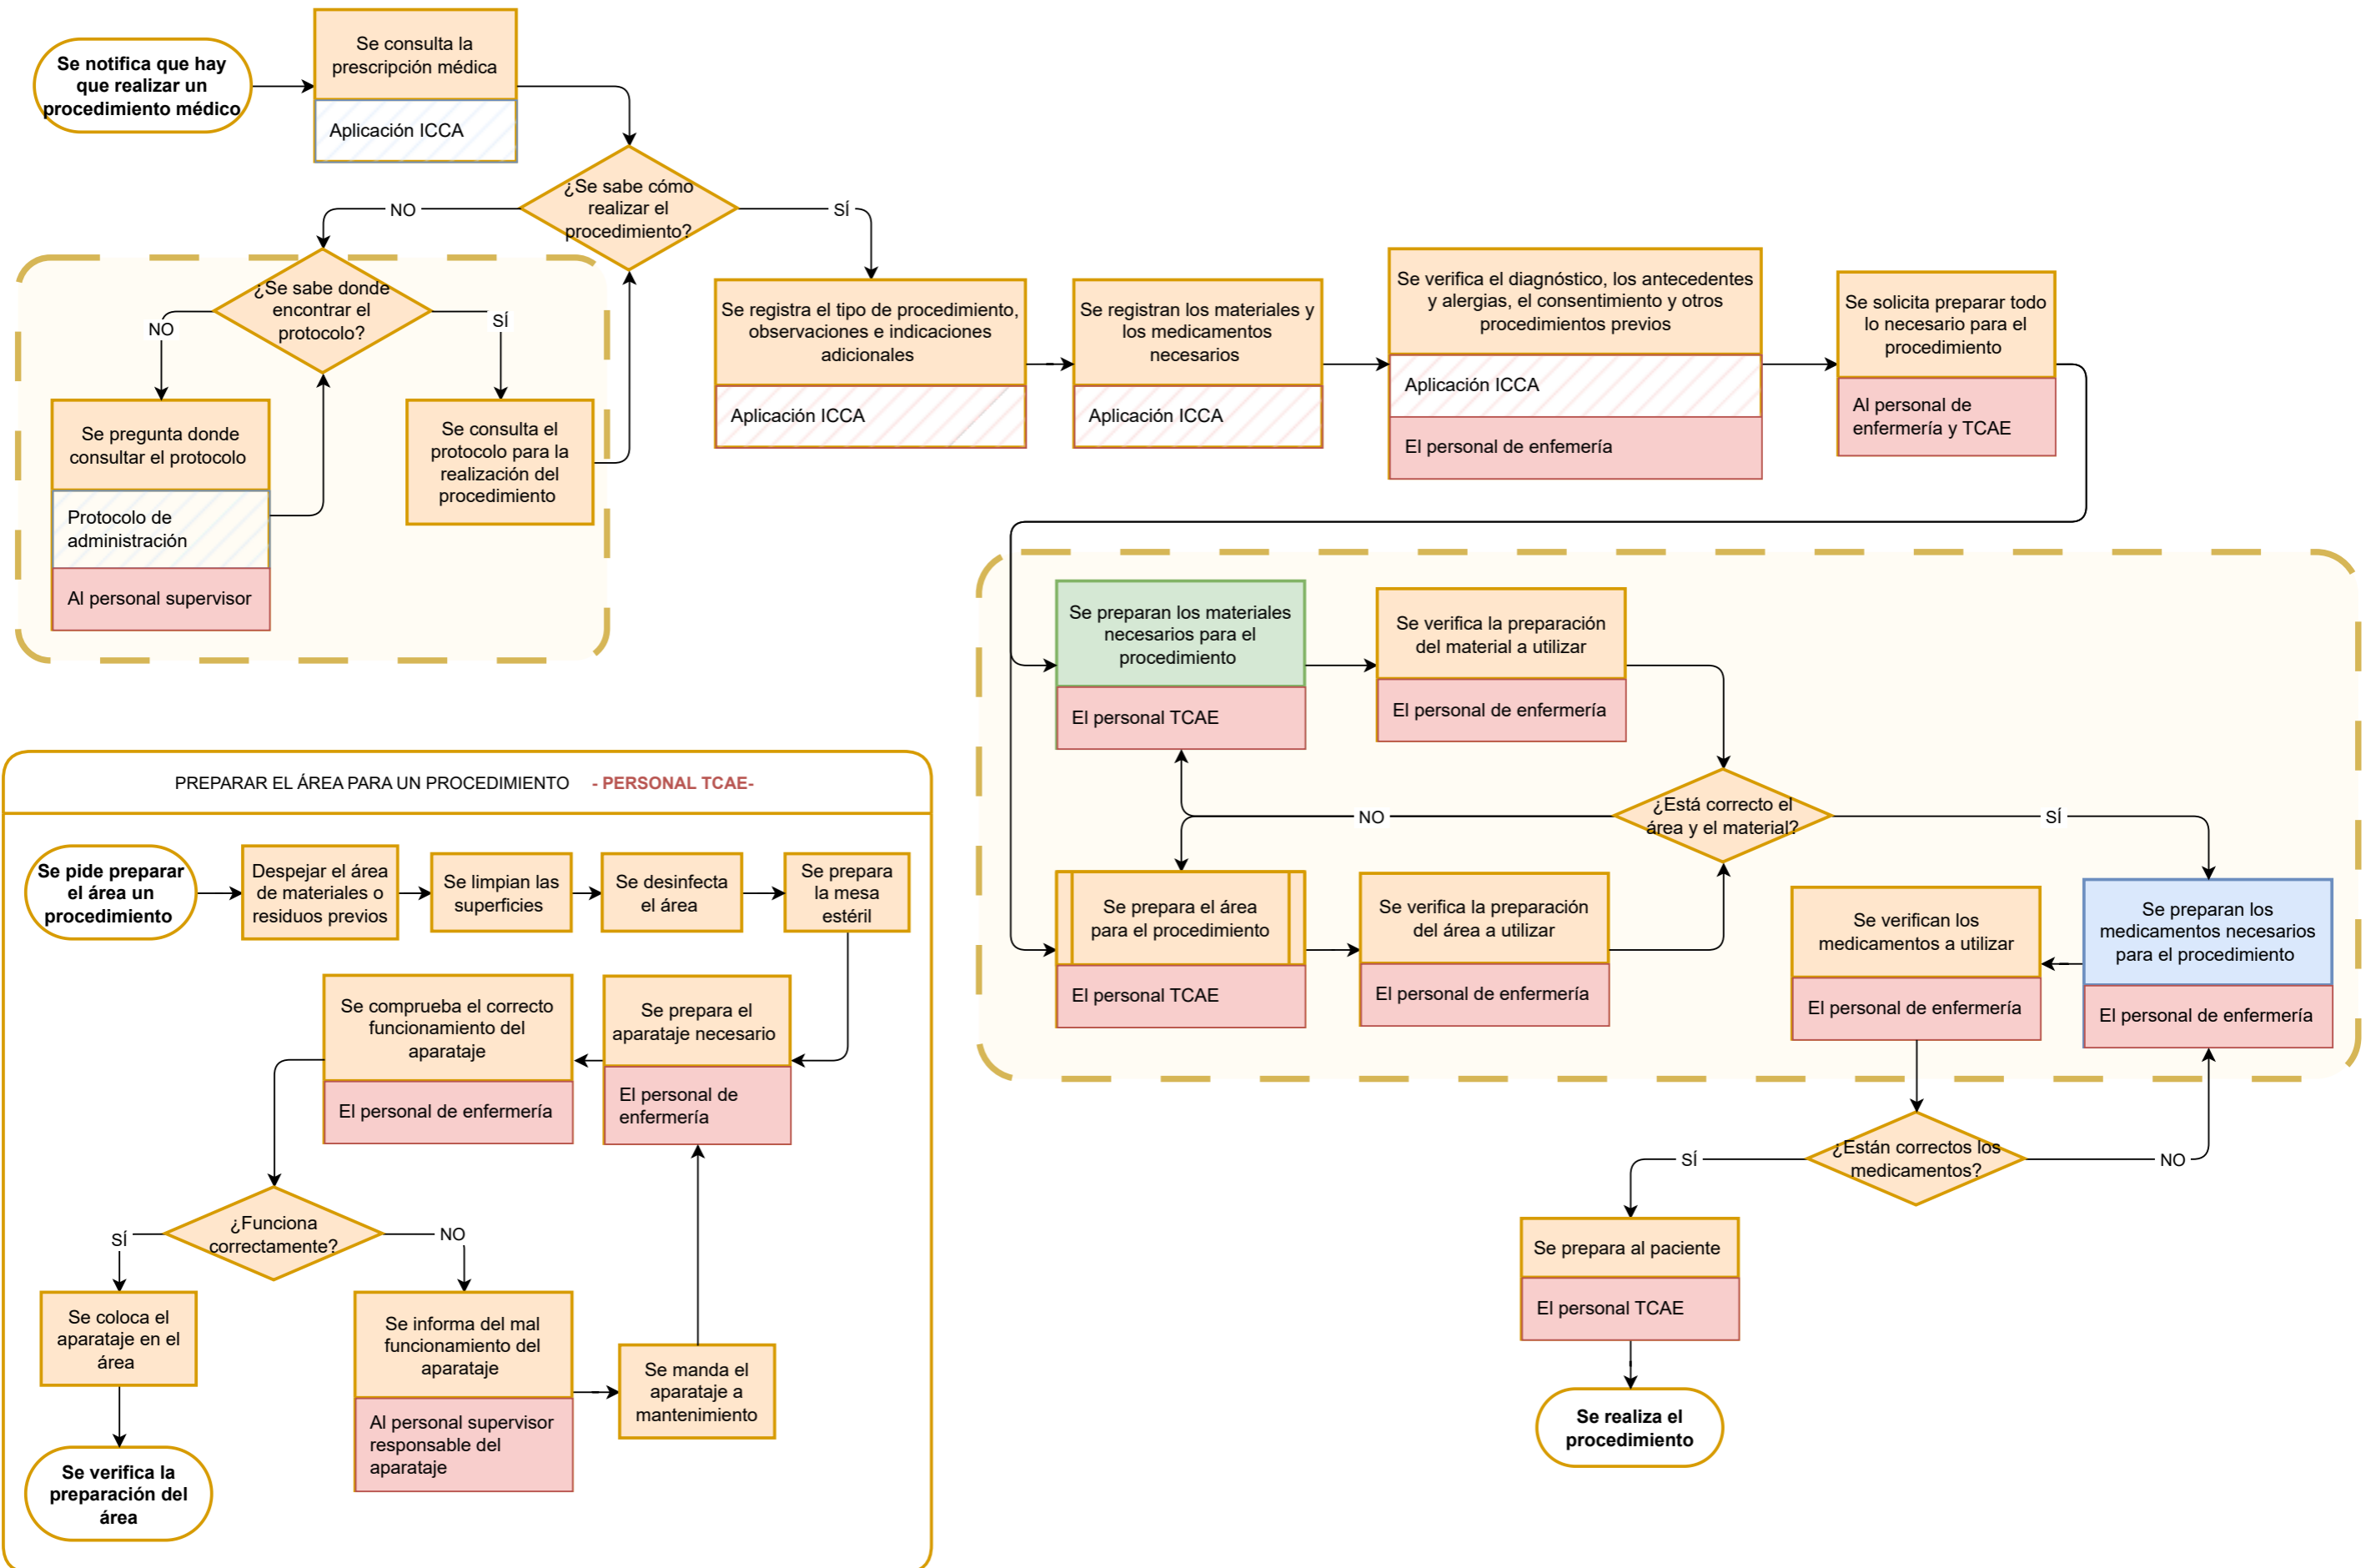 Se notifica que hay
que realizar un
procedimiento médico
Se consulta la
prescripción médica
Aplicación ICCA
¿Se sabe cómo
realizar el
procedimiento?
NO
SÍ
¿Se sabe donde
encontrar el
protocolo?
NO
SÍ
Se pregunta donde
consultar el protocolo
Protocolo de
administración
Al personal supervisor
Se consulta el
protocolo para la
realización del
procedimiento
Se registra el tipo de procedimiento,
observaciones e indicaciones
adicionales
Aplicación ICCA
Se registran los materiales y
los medicamentos
necesarios
Aplicación ICCA
Se verifica el diagnóstico, los antecedentes
y alergias, el consentimiento y otros
procedimientos previos
Aplicación ICCA
El personal de enfemería
Se solicita preparar todo
lo necesario para el
procedimiento
Al personal de
enfermería y TCAE
Se preparan los materiales
necesarios para el
procedimiento
El personal TCAE
Se verifica la preparación
del material a utilizar
El personal de enfermería
¿Está correcto el
área y el material?
NO
SÍ
Se prepara el área
para el procedimiento
El personal TCAE
Se verifica la preparación
del área a utilizar
El personal de enfermería
Se verifican los
medicamentos a utilizar
El personal de enfermería
Se preparan los
medicamentos necesarios
para el procedimiento
El personal de enfermería
¿Están correctos los
medicamentos?
SÍ
NO
Se prepara al paciente
El personal TCAE
Se realiza el
procedimiento
PREPARAR EL ÁREA PARA UN PROCEDIMIENTO - PERSONAL TCAE-
Se pide preparar
el área un
procedimiento
Despejar el área
de materiales o
residuos previos
Se limpian las
superficies
Se desinfecta
el área
Se prepara
la mesa
estéril
Se comprueba el correcto
funcionamiento del
aparataje
El personal de enfermería
Se prepara el
aparataje necesario
El personal de
enfermería
¿Funciona
correctamente?
SÍ
NO
Se coloca el
aparataje en el
área
Se informa del mal
funcionamiento del
aparataje
Al personal supervisor
responsable del
aparataje
Se manda el
aparataje a
mantenimiento
Se verifica la
preparación del
área